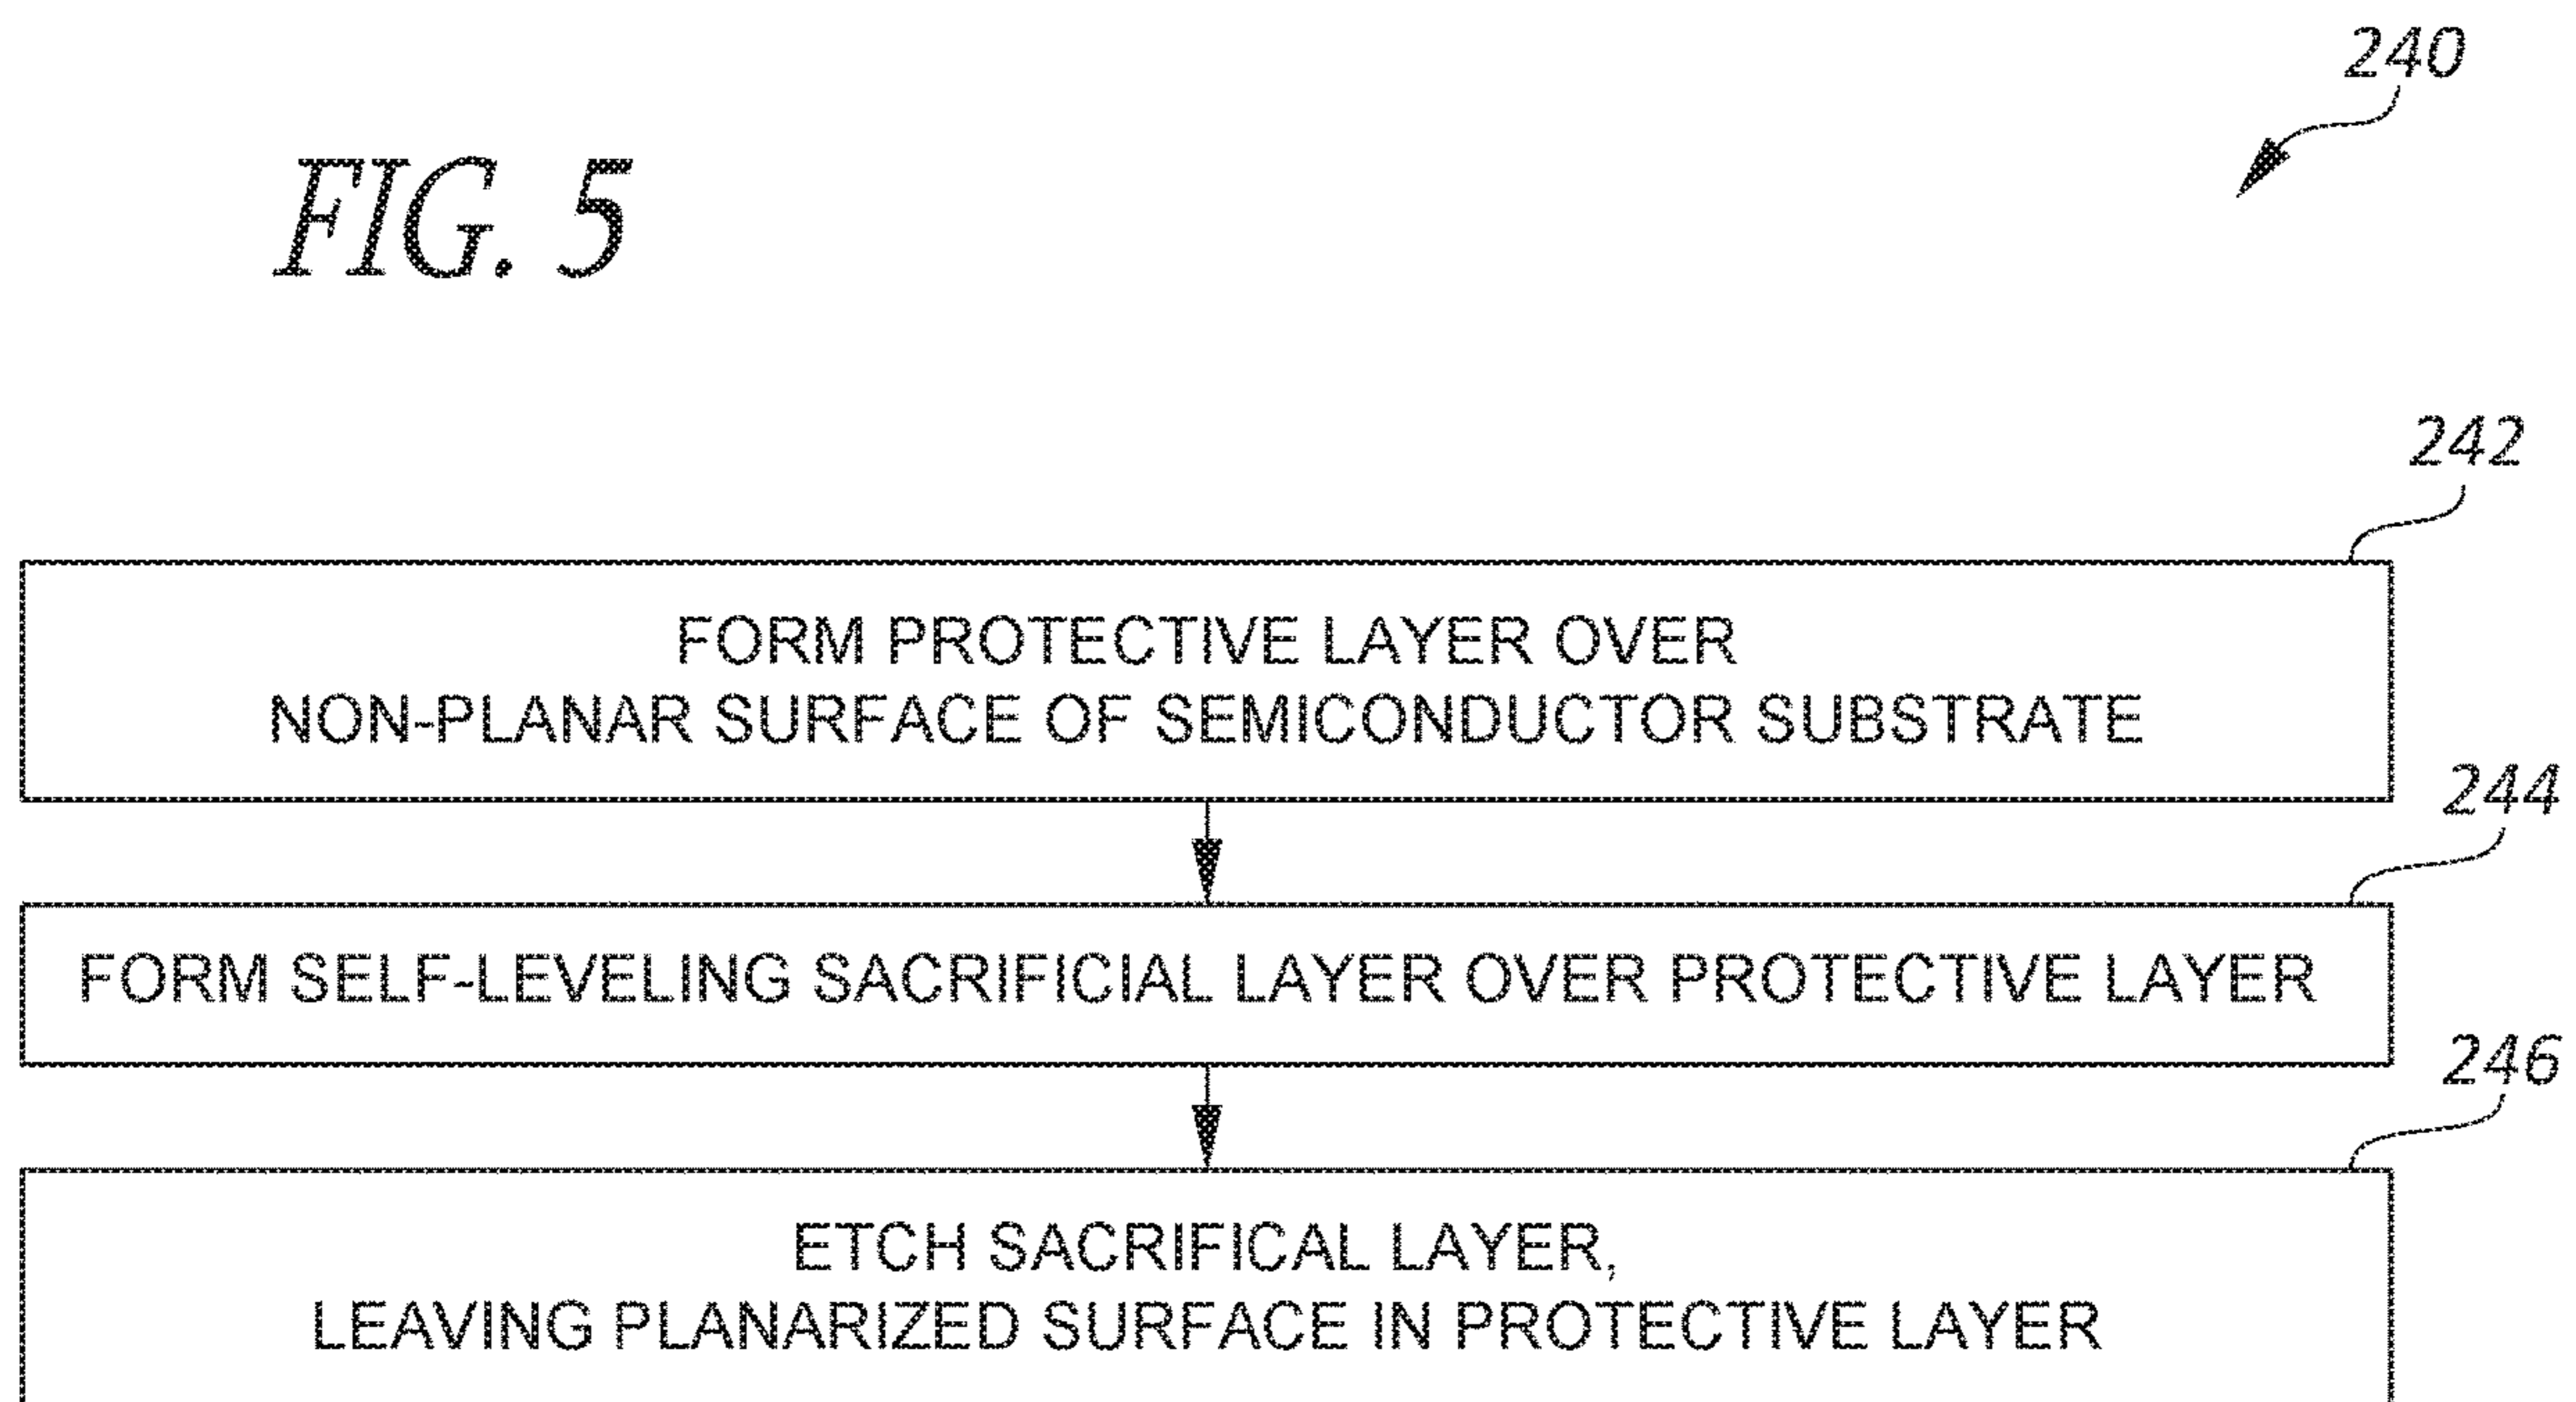 240
FIG. 5
242
FORM PROTECTIVE LAYER OVER
NON-PLANAR SURFACE OF SEMICONDUCTOR SUBSTRATE
244
FORM SELF-LEVELING SACRIFICIAL LAYER OVER PROTECTIVE LAYER
246
ETCH SACRIFICAL LAYER,
LEAVING PLANARIZED SURFACE IN PROTECTIVE LAYER